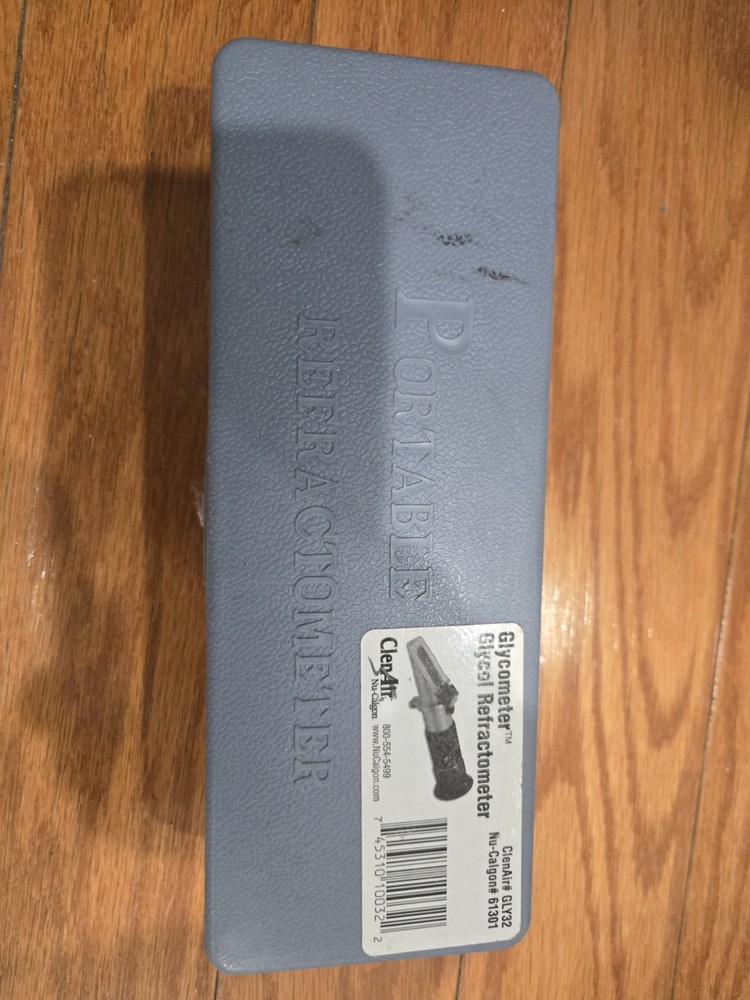 PORTABLE
REFRACTOMETER
Glycometer™
Glycol Refractometer
ClenAir# GLY32
Nu-Calgon# 61301
ClenAir
Nu-Calgon
800-554-5499
www.NuCalgon.com
7 45310 10032 2